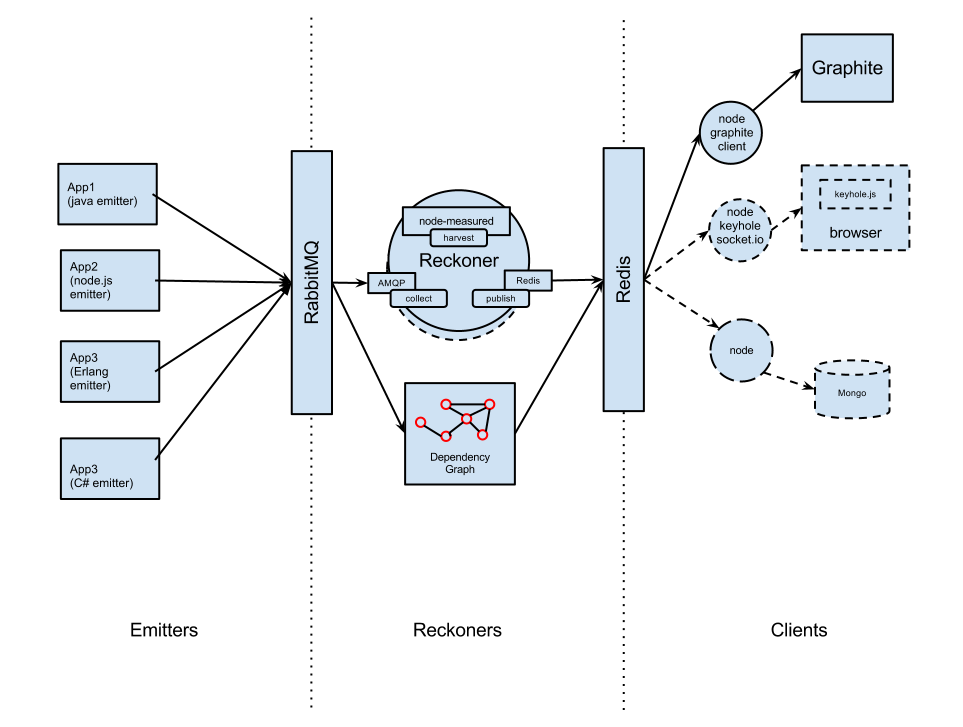 App1
(java emitter)
App2
(node.js
emitter)
App3
(Erlang
emitter)
App3
(C# emitter)
RabbitMQ
node-measured
harvest
Reckoner
AMQP
collect
Redis
publish
Dependency
Graph
Redis
node
graphite
client
Graphite
node
keyhole
socket.io
keyhole.js
browser
node
Mongo
Emitters
Reckoners
Clients